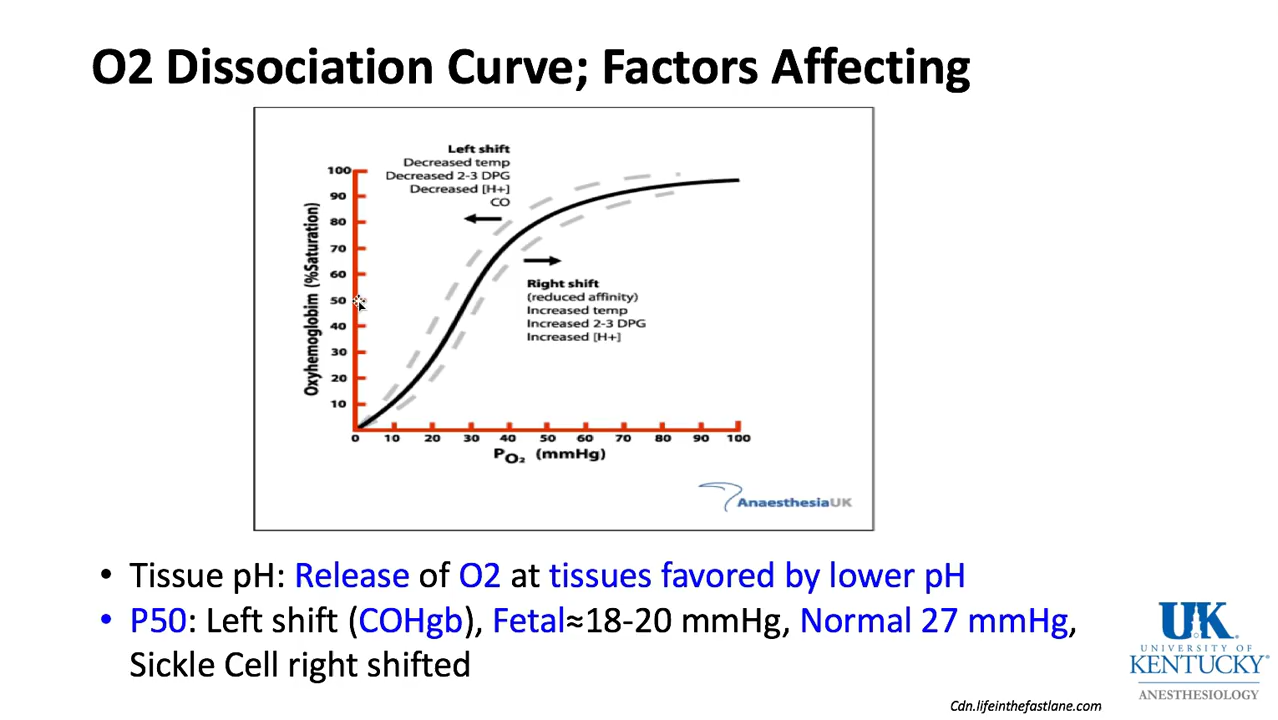 O2 Dissociation Curve; Factors Affecting
Left shift
Decreased temp
Decreased 2-3 DPG
Decreased [H+]
CO
Right shift
(reduced affinity)
Increased temp
Increased 2-3 DPG
Increased [H+]
Oxyhemoglobim (%Saturation)
100
90
80
70
60
50
40
30
20
10
0 10 20 30 40 50 60 70 80 90 100
PO₂ (mmHg)
AnaesthesiaUK
• Tissue pH: Release of O2 at tissues favored by lower pH
• P50: Left shift (COHgb), Fetal≈18-20 mmHg, Normal 27 mmHg,
Sickle Cell right shifted
UK
UNIVERSITY OF
KENTUCKY
ANESTHESIOLOGY
Cdn.lifeinthefastlane.com